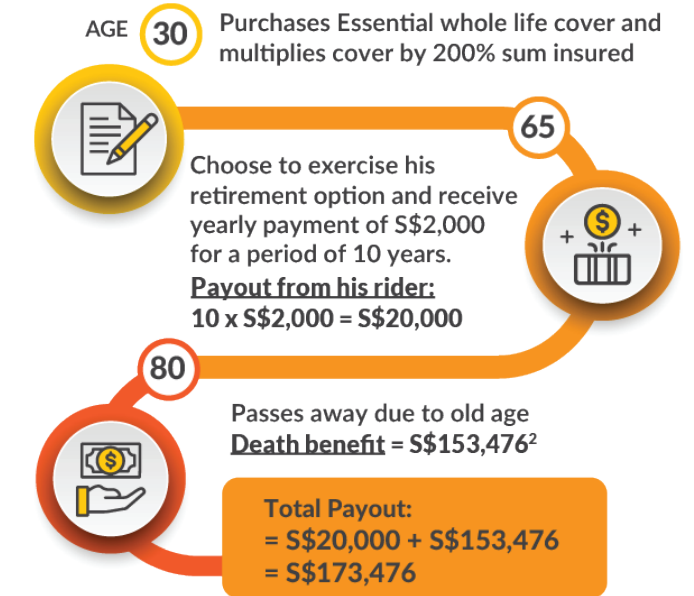 AGE 30 Purchases Essential whole life cover and
multiplies cover by 200% sum insured
65
Choose to exercise his
retirement option and receive
yearly payment of S$2,000
for a period of 10 years.
Payout from his rider:
10 x S$2,000 = S$20,000
80
Passes away due to old age
Death benefit = S$153,476²
Total Payout:
= S$20,000 + S$153,476
= S$173,476